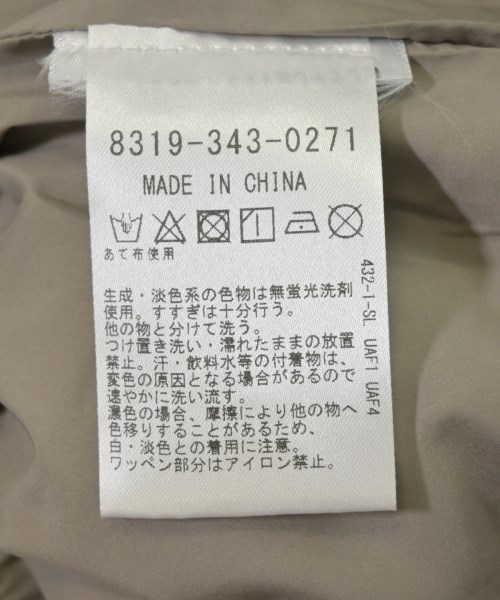 8319-343-0271
MADE IN CHINA
あて布使用
生成・淡色系の色物は無蛍光洗剤
使用。すすぎは十分行う。
他の物と分けて洗う。
つけ置き洗い・濡れたままの放置
禁止。汗・飲料水等の付着物は、
変色の原因となる場合があるので
速やかに洗い流す。
濃色の場合、摩擦により他の物へ
色移りすることがあるため、
白・淡色との着用に注意。
ワッペン部分はアイロン禁止。
432-1-SL UAF1 UAF4